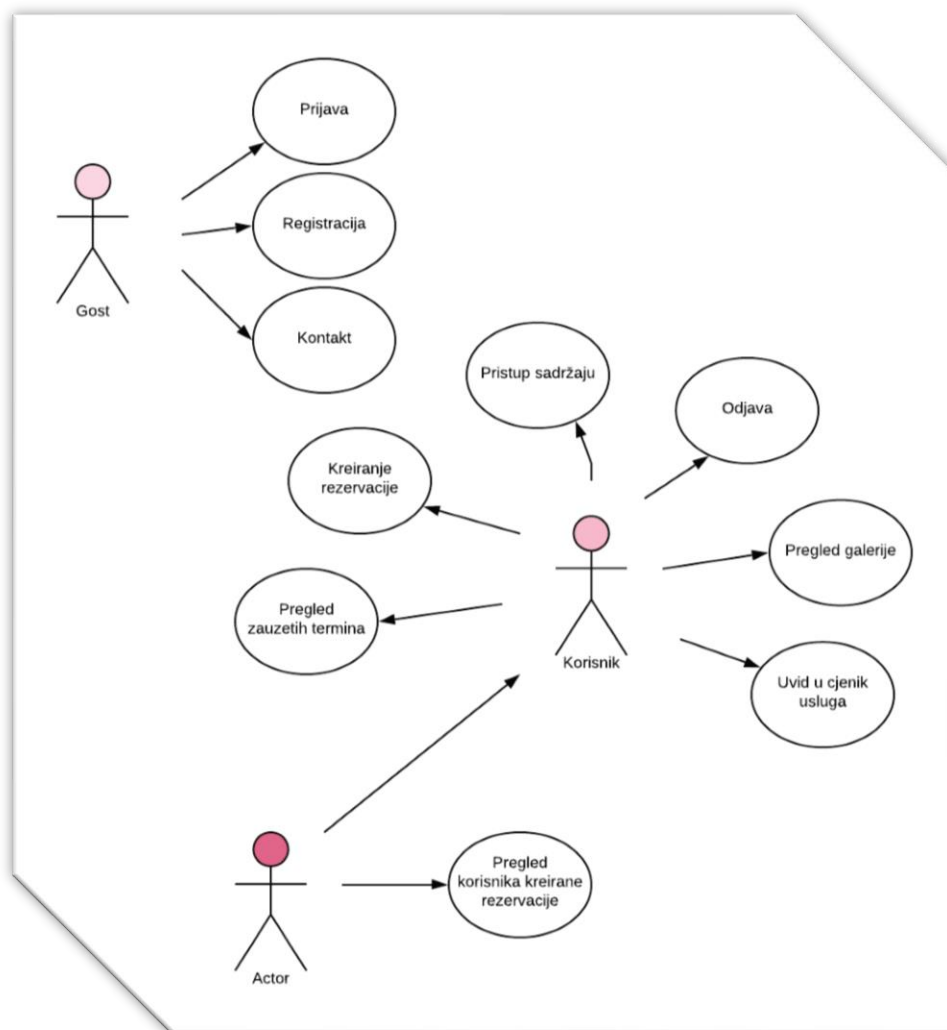 Prijava
Registracija
Gost
Kontakt
Pristup sadržaju
Odjava
Kreiranje
rezervacije
Pregled galerije
Pregled
zauzetih termina
Korisnik
Uvid u cjenik
usluga
Pregled
korisnika kreirane
rezervacije
Actor